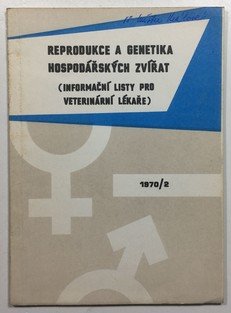 REPRODUKCE A GENETIKA
HOSPODÁŘSKÝCH ZVÍŘAT
(INFORMAČNÍ LISTY PRO
VETERINÁRNÍ LÉKAŘE)
1970/2